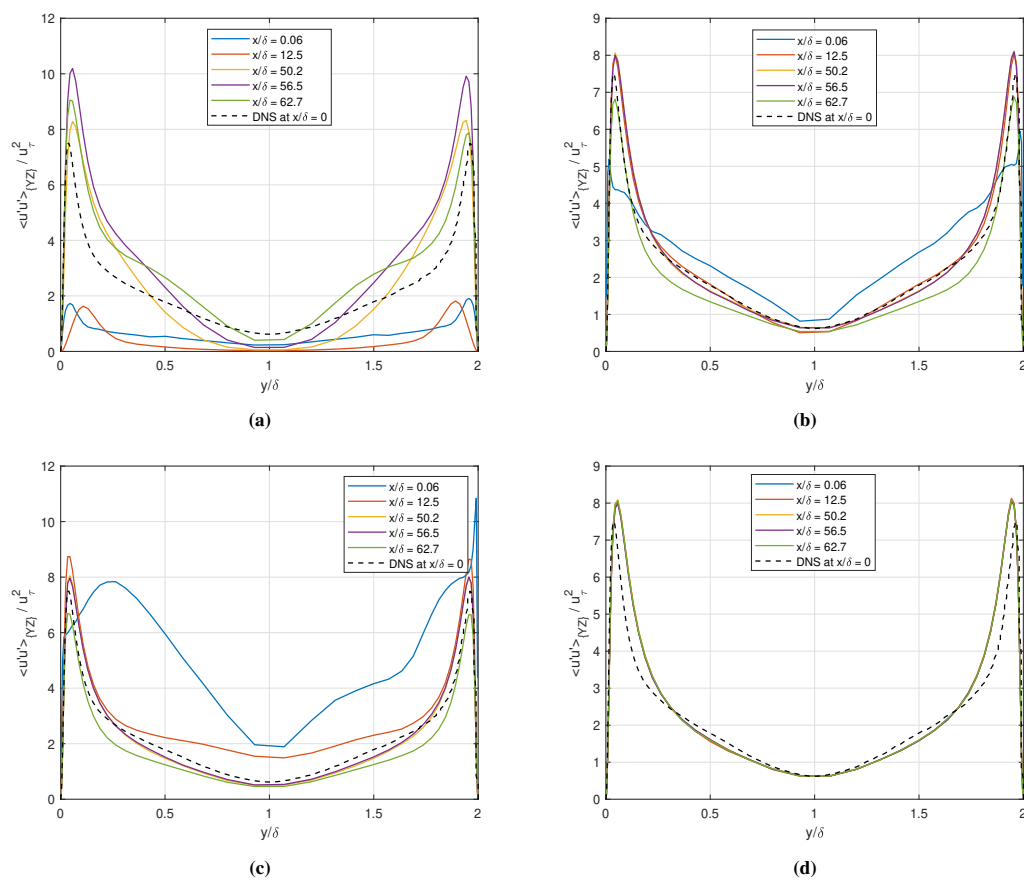 12
10
8
6
4
2
0
<u'u'>{YZ} / u²τ
x/δ = 0.06
x/δ = 12.5
x/δ = 50.2
x/δ = 56.5
x/δ = 62.7
DNS at x/δ = 0
0 0.5 1 1.5 2
y/δ
(a)
9
8
7
6
5
4
3
2
1
0
<u'u'>{YZ} / u²τ
x/δ = 0.06
x/δ = 12.5
x/δ = 50.2
x/δ = 56.5
x/δ = 62.7
DNS at x/δ = 0
0 0.5 1 1.5 2
y/δ
(b)
12
10
8
6
4
2
0
<u'u'>{YZ} / u²τ
x/δ = 0.06
x/δ = 12.5
x/δ = 50.2
x/δ = 56.5
x/δ = 62.7
DNS at x/δ = 0
0 0.5 1 1.5 2
y/δ
(c)
9
8
7
6
5
4
3
2
1
0
<u'u'>{YZ} / u²τ
x/δ = 0.06
x/δ = 12.5
x/δ = 50.2
x/δ = 56.5
x/δ = 62.7
DNS at x/δ = 0
0 0.5 1 1.5 2
y/δ
(d)